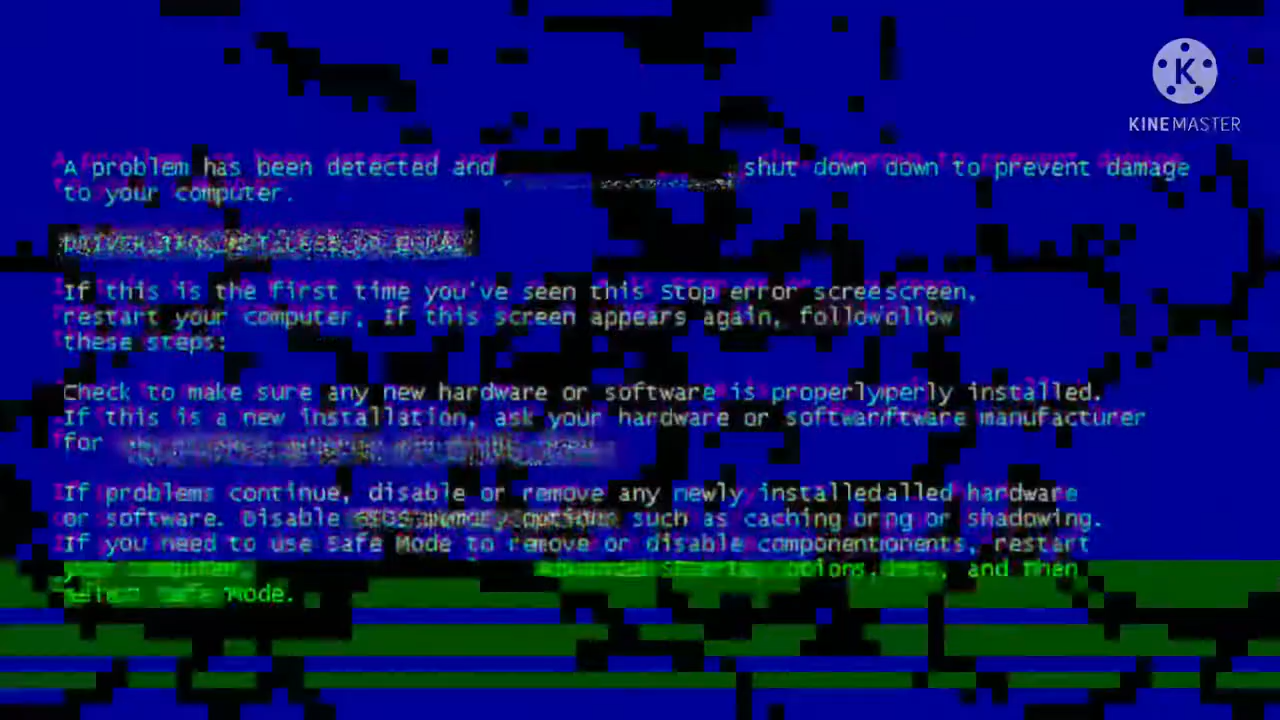 K
KINEMASTER
A problem has been detected and shut down down to prevent damage
to your computer.
If this is the first time you've seen this Stop error screescreen,
restart your computer. If this screen appears again, followollow
these steps:
Check to make sure any new hardware or software is properlyperly installed.
If this is a new installation, ask your hardware or softwarftware manufacturer
for
If problems continue, disable or remove any newly installedalled hardware
or software. Disable such as caching orng or shadowing.
If you need to use Safe Mode to remove or disable componentonents, restart
and then
Mode.